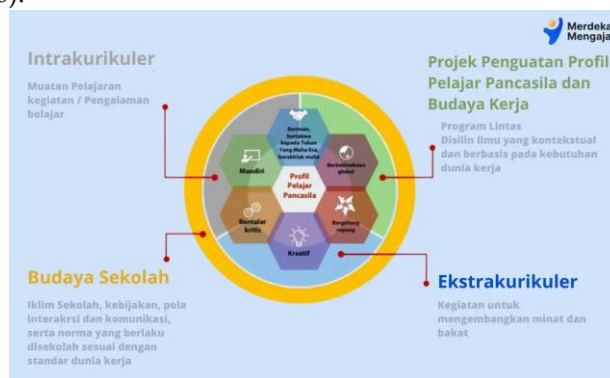 Merdeka
Mengajar
Intrakurikuler
Muatan Pelajaran
kegiatan / Pengalaman
belajar
Projek Penguatan Profil
Pelajar Pancasila dan
Budaya Kerja
Program Lintas
Disilin Ilmu yang kontekstual
dan berbasis pada kebutuhan
dunia kerja
Beriman,
bertakwa
kepada Tuhan
Yang Maha Esa,
berakhlak mulia
Mandiri
Berkebinekaan
global
Profil
Pelajar
Pancasila
Bernalar
kritis
Bergotong
royong
Kreatif
Budaya Sekolah
Iklim Sekolah, kebijakan, pola
interakrsi dan komunikasi,
serta norma yang berlaku
disekolah sesuai dengan
standar dunia kerja
Ekstrakurikuler
Kegiatan untuk
mengembangkan minat dan
bakat